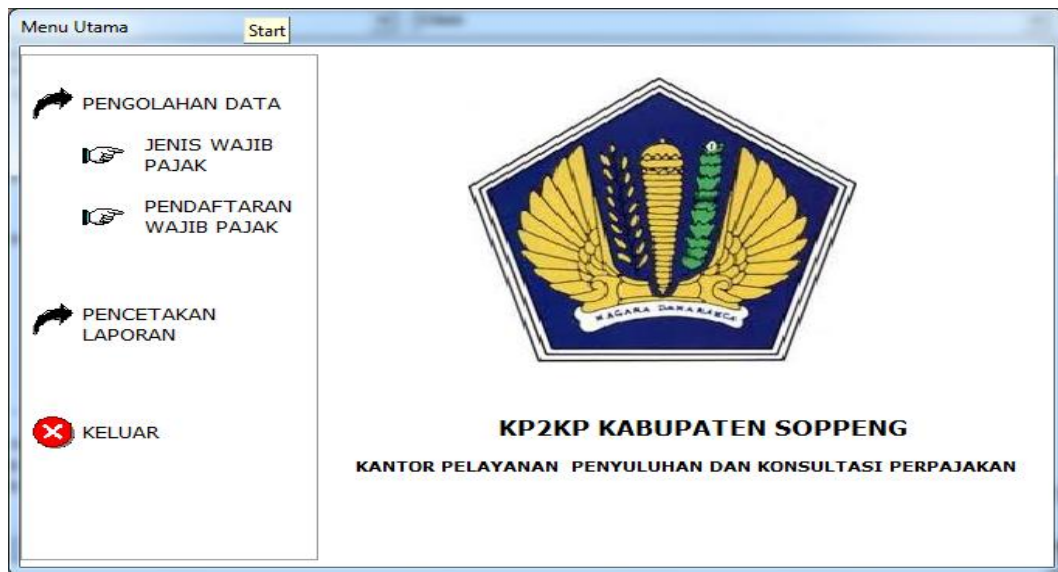 Menu Utama
Start
PENGOLAHAN DATA
JENIS WAJIB
PAJAK
PENDAFTARAN
WAJIB PAJAK
PENCETAKAN
LAPORAN
KELUAR
NAGARA DANA RAKCA
KP2KP KABUPATEN SOPPENG
KANTOR PELAYANAN PENYULUHAN DAN KONSULTASI PERPAJAKAN